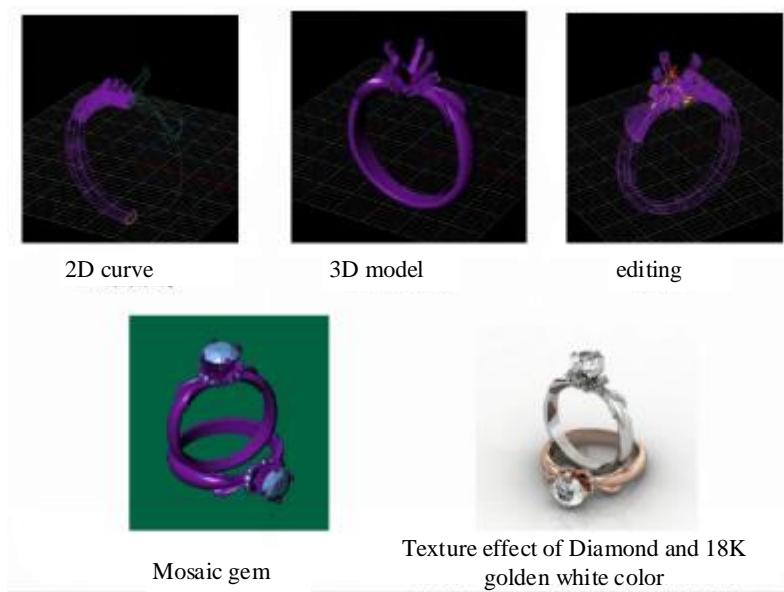 2D curve
3D model
editing
Mosaic gem
Texture effect of Diamond and 18K
golden white color